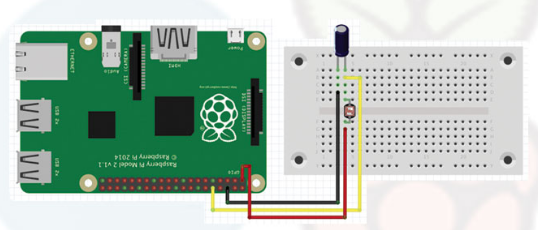 ETHERNET
Audio
HDMI
Power
USB 2x
USB 2x
Raspberry Pi Model 2 v1.1
© Raspberry Pi 2014
GPIO